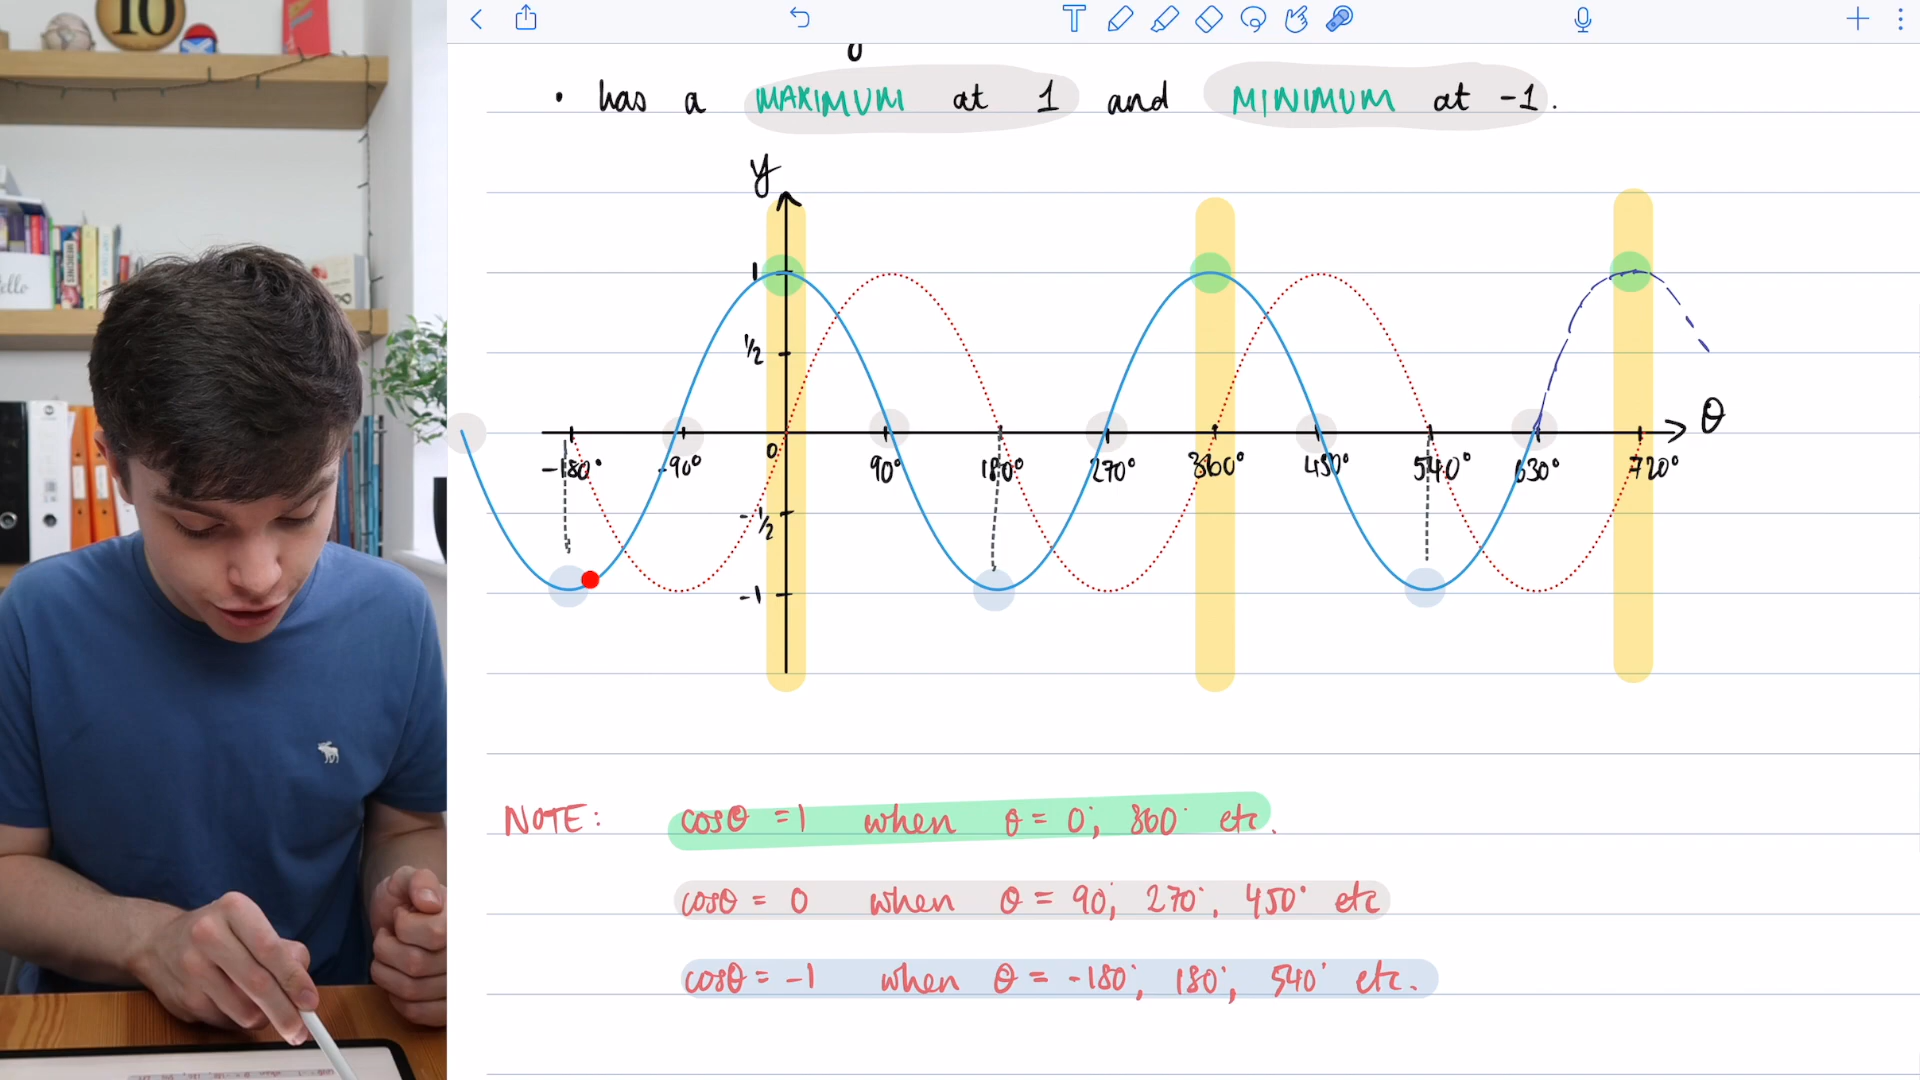 10
Hello
• has a MAXIMUM at 1 and MINIMUM at -1.
y
1
1/2
θ
-180° -90° 0 90° 180° 270° 360° 450° 540° 630° 720°
-1/2
-1
NOTE: cosθ = 1 when θ = 0°, 360° etc.
cosθ = 0 when θ = 90°, 270°, 450° etc
cosθ = -1 when θ = -180°, 180°, 540° etc.